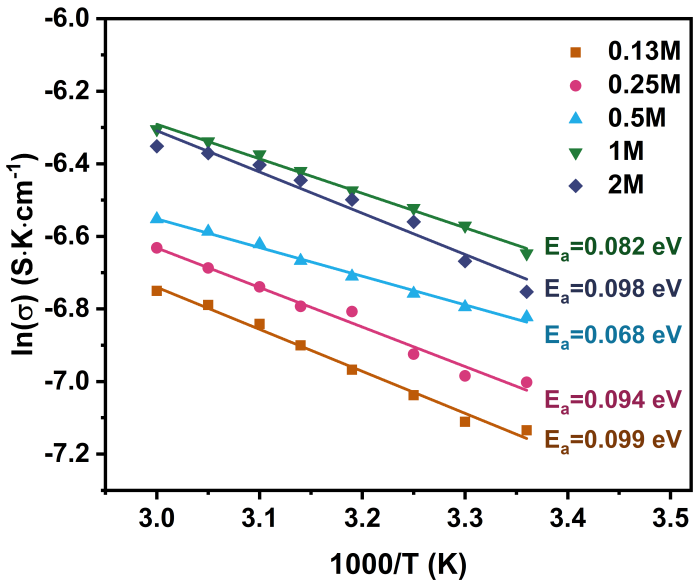 -6.0
-6.2
-6.4
-6.6
-6.8
-7.0
-7.2
ln(σ) (S·K·cm⁻¹)
0.13M
0.25M
0.5M
1M
2M
Eₐ=0.082 eV
Eₐ=0.098 eV
Eₐ=0.068 eV
Eₐ=0.094 eV
Eₐ=0.099 eV
3.0 3.1 3.2 3.3 3.4 3.5
1000/T (K)